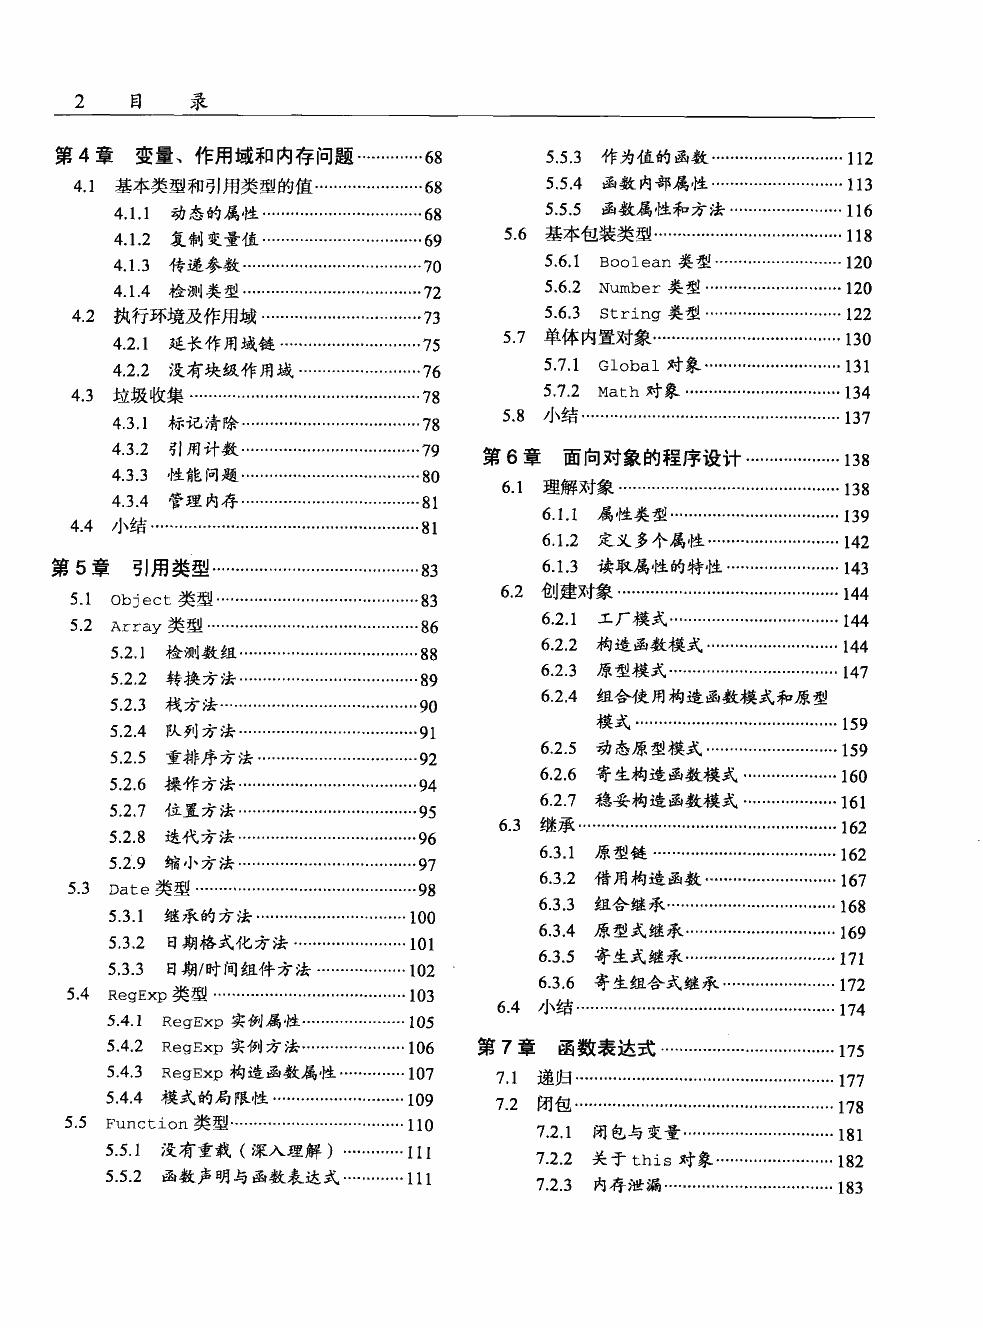 2 目 录
第4章 变量、作用域和内存问题 ············· 68
4.1 基本类型和引用类型的值 ············· 68
4.1.1 动态的属性 ············· 68
4.1.2 复制变量值 ············· 69
4.1.3 传递参数 ············· 70
4.1.4 检测类型 ············· 72
4.2 执行环境及作用域 ············· 73
4.2.1 延长作用域链 ············· 75
4.2.2 没有块级作用域 ············· 76
4.3 垃圾收集 ············· 78
4.3.1 标记清除 ············· 78
4.3.2 引用计数 ············· 79
4.3.3 性能问题 ············· 80
4.3.4 管理内存 ············· 81
4.4 小结 ············· 81
第5章 引用类型 ············· 83
5.1 Object 类型 ············· 83
5.2 Array 类型 ············· 86
5.2.1 检测数组 ············· 88
5.2.2 转换方法 ············· 89
5.2.3 栈方法 ············· 90
5.2.4 队列方法 ············· 91
5.2.5 重排序方法 ············· 92
5.2.6 操作方法 ············· 94
5.2.7 位置方法 ············· 95
5.2.8 迭代方法 ············· 96
5.2.9 缩小方法 ············· 97
5.3 Date 类型 ············· 98
5.3.1 继承的方法 ············· 100
5.3.2 日期格式化方法 ············· 101
5.3.3 日期/时间组件方法 ············· 102
5.4 RegExp 类型 ············· 103
5.4.1 RegExp 实例属性 ············· 105
5.4.2 RegExp 实例方法 ············· 106
5.4.3 RegExp 构造函数属性 ············· 107
5.4.4 模式的局限性 ············· 109
5.5 Function 类型 ············· 110
5.5.1 没有重载（深入理解） ············· 111
5.5.2 函数声明与函数表达式 ············· 111
5.5.3 作为值的函数 ············· 112
5.5.4 函数内部属性 ············· 113
5.5.5 函数属性和方法 ············· 116
5.6 基本包装类型 ············· 118
5.6.1 Boolean 类型 ············· 120
5.6.2 Number 类型 ············· 120
5.6.3 String 类型 ············· 122
5.7 单体内置对象 ············· 130
5.7.1 Global 对象 ············· 131
5.7.2 Math 对象 ············· 134
5.8 小结 ············· 137
第6章 面向对象的程序设计 ············· 138
6.1 理解对象 ············· 138
6.1.1 属性类型 ············· 139
6.1.2 定义多个属性 ············· 142
6.1.3 读取属性的特性 ············· 143
6.2 创建对象 ············· 144
6.2.1 工厂模式 ············· 144
6.2.2 构造函数模式 ············· 144
6.2.3 原型模式 ············· 147
6.2.4 组合使用构造函数模式和原型
模式 ············· 159
6.2.5 动态原型模式 ············· 159
6.2.6 寄生构造函数模式 ············· 160
6.2.7 稳妥构造函数模式 ············· 161
6.3 继承 ············· 162
6.3.1 原型链 ············· 162
6.3.2 借用构造函数 ············· 167
6.3.3 组合继承 ············· 168
6.3.4 原型式继承 ············· 169
6.3.5 寄生式继承 ············· 171
6.3.6 寄生组合式继承 ············· 172
6.4 小结 ············· 174
第7章 函数表达式 ············· 175
7.1 递归 ············· 177
7.2 闭包 ············· 178
7.2.1 闭包与变量 ············· 181
7.2.2 关于 this 对象 ············· 182
7.2.3 内存泄漏 ············· 183